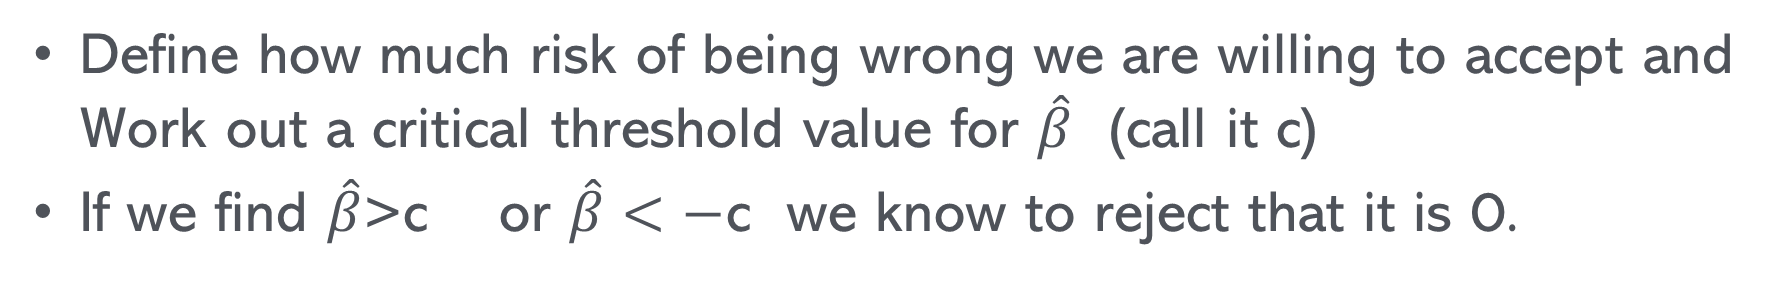 • Define how much risk of being wrong we are willing to accept and
Work out a critical threshold value for β̂ (call it c)
• If we find β̂>c or β̂ < −c we know to reject that it is 0.